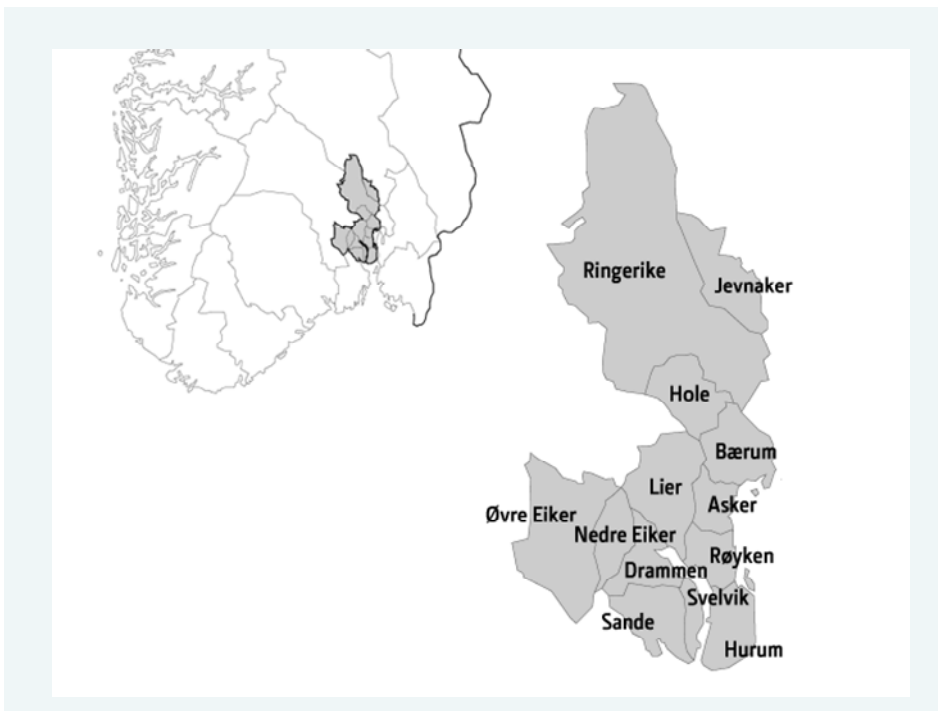 Ringerike
Jevnaker
Hole
Bærum
Lier
Asker
Øvre Eiker
Nedre Eiker
Røyken
Drammen
Svelvik
Sande
Hurum